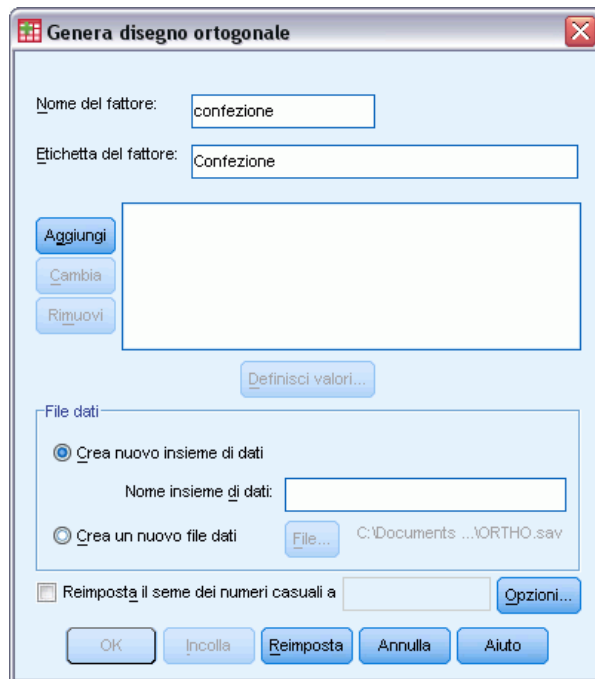 Genera disegno ortogonale
Nome del fattore: confezione
Etichetta del fattore: Confezione
Aggiungi
Cambia
Rimuovi
Definisci valori...
File dati
Crea nuovo insieme di dati
Nome insieme di dati:
Crea un nuovo file dati File... C:\Documents ...\ORTHO.sav
Reimposta il seme dei numeri casuali a Opzioni...
OK Incolla Reimposta Annulla Aiuto